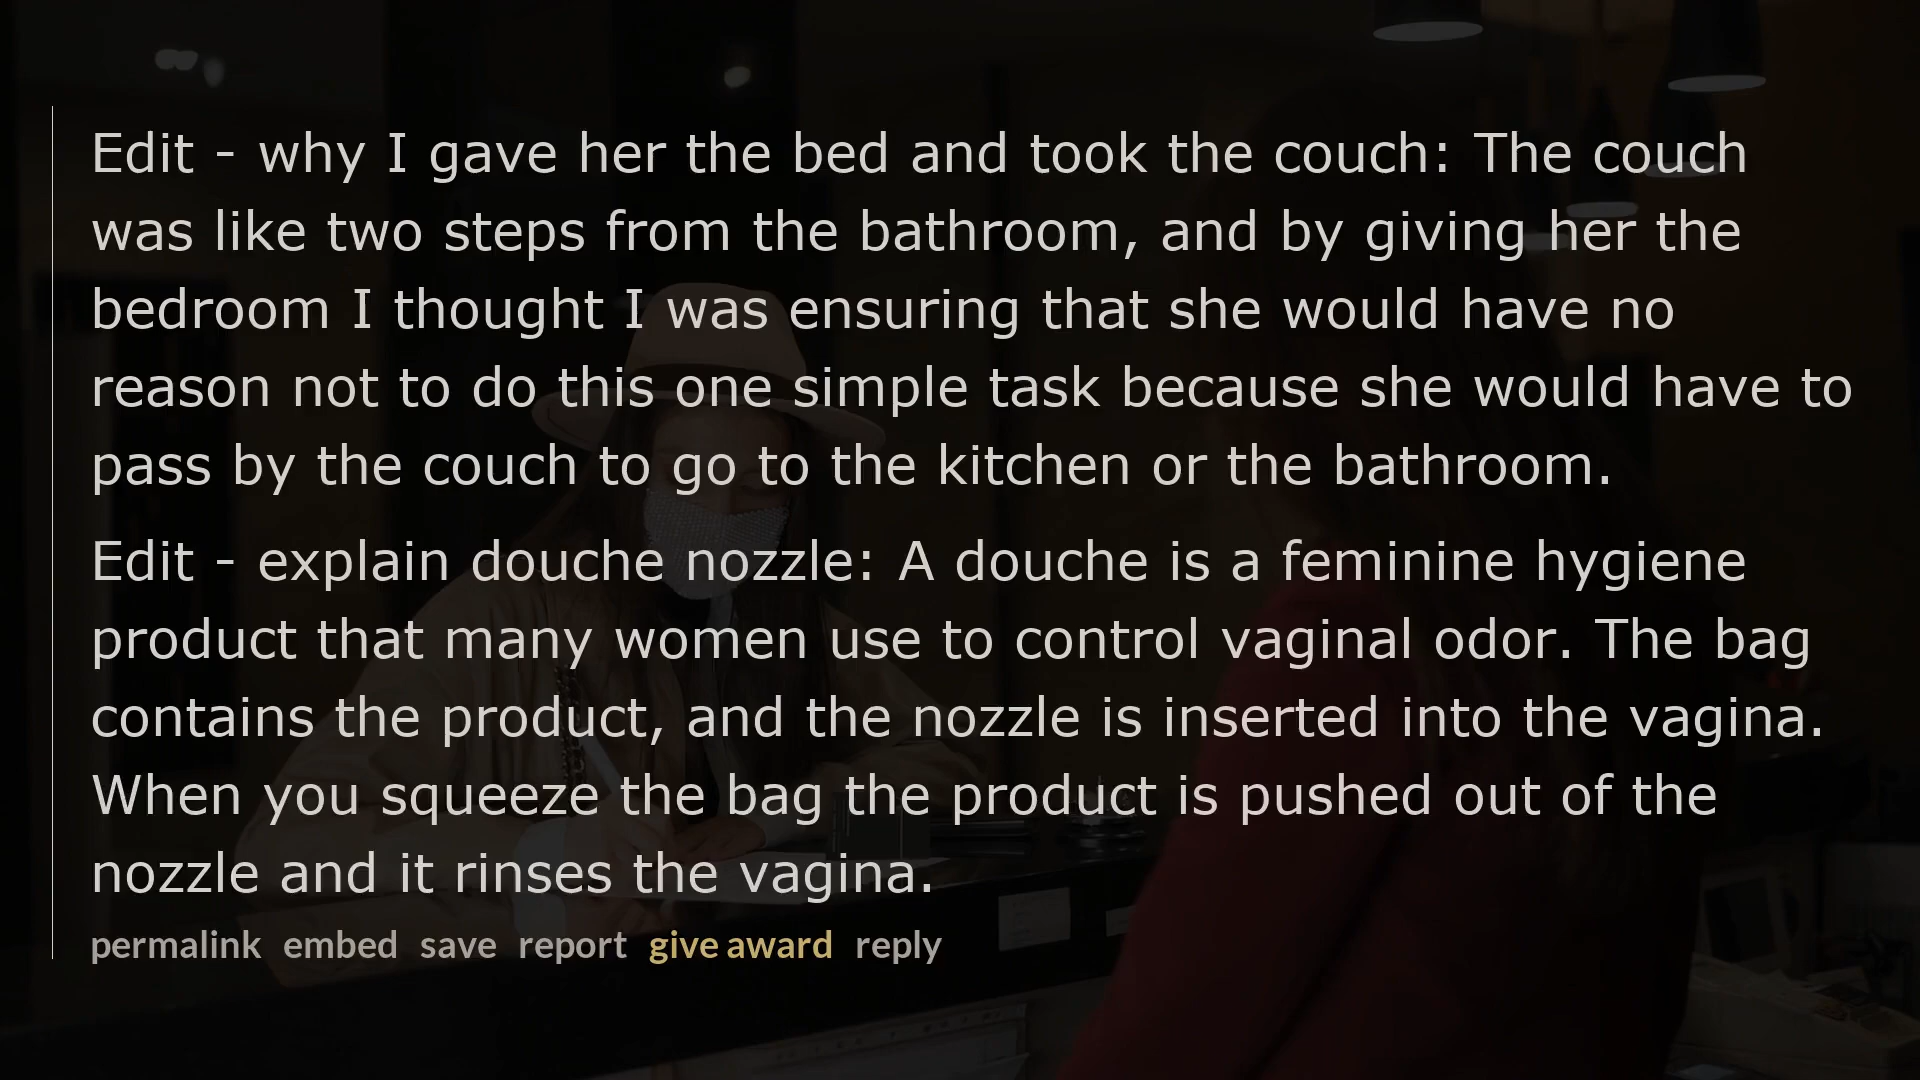 Edit - why I gave her the bed and took the couch: The couch
was like two steps from the bathroom, and by giving her the
bedroom I thought I was ensuring that she would have no
reason not to do this one simple task because she would have to
pass by the couch to go to the kitchen or the bathroom.
Edit - explain douche nozzle: A douche is a feminine hygiene
product that many women use to control vaginal odor. The bag
contains the product, and the nozzle is inserted into the vagina.
When you squeeze the bag the product is pushed out of the
nozzle and it rinses the vagina.
permalink embed save report give award reply